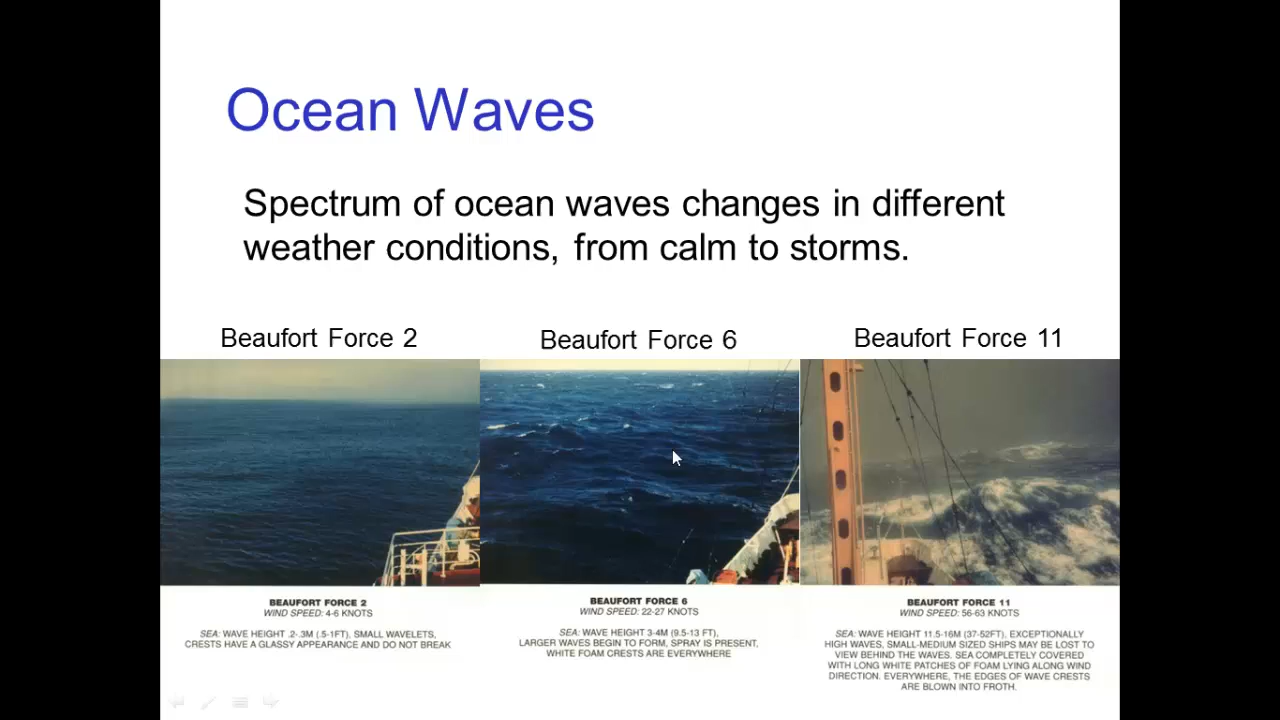 Ocean Waves
Spectrum of ocean waves changes in different
weather conditions, from calm to storms.
Beaufort Force 2
Beaufort Force 6
Beaufort Force 11
BEAUFORT FORCE 2
WIND SPEED: 4-6 KNOTS
SEA: WAVE HEIGHT .2-.3M (.5-1FT), SMALL WAVELETS,
CRESTS HAVE A GLASSY APPEARANCE AND DO NOT BREAK
BEAUFORT FORCE 6
WIND SPEED: 22-27 KNOTS
SEA: WAVE HEIGHT 3-4M (9.5-13 FT),
LARGER WAVES BEGIN TO FORM, SPRAY IS PRESENT,
WHITE FOAM CRESTS ARE EVERYWHERE
BEAUFORT FORCE 11
WIND SPEED: 56-63 KNOTS
SEA: WAVE HEIGHT 11.5-16M (37-52FT), EXCEPTIONALLY
HIGH WAVES, SMALL-MEDIUM SIZED SHIPS MAY BE LOST TO
VIEW BEHIND THE WAVES. SEA COMPLETELY COVERED
WITH LONG WHITE PATCHES OF FOAM LYING ALONG WIND
DIRECTION. EVERYWHERE, THE EDGES OF WAVE CRESTS
ARE BLOWN INTO FROTH.